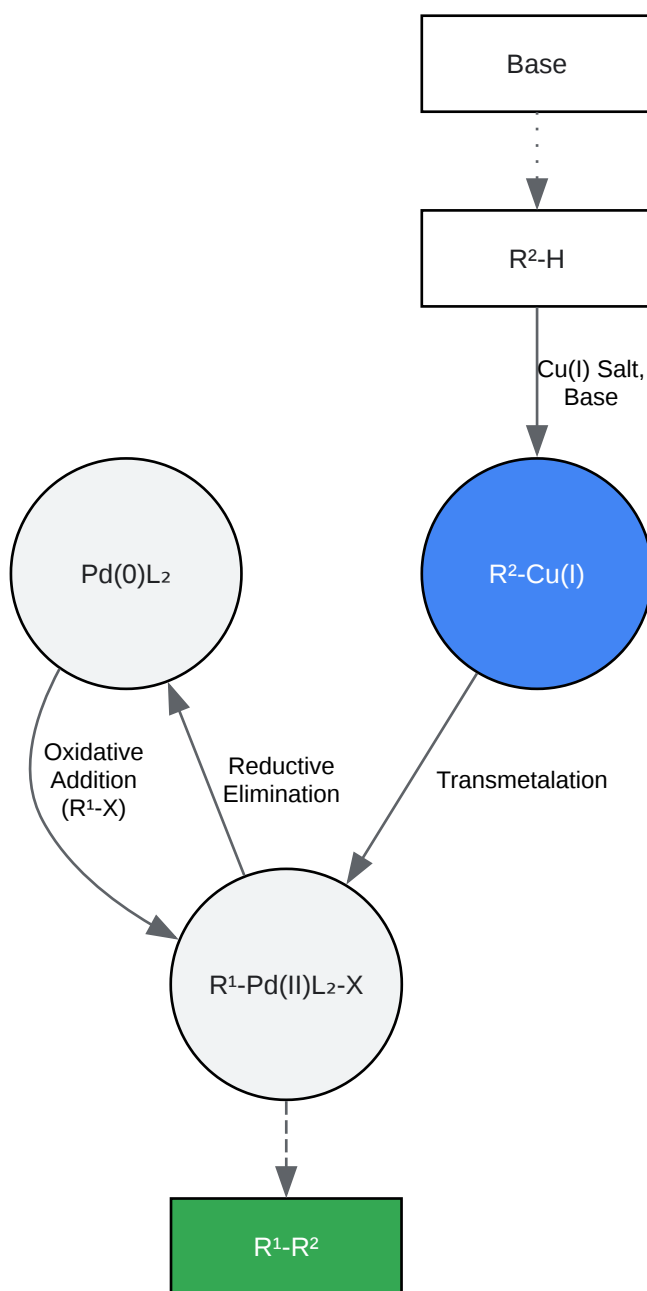 Base
R²-H
Cu(I) Salt,
Base
Pd(0)L₂
R²-Cu(I)
Oxidative
Addition
(R¹-X)
Reductive
Elimination
Transmetalation
R¹-Pd(II)L₂-X
R¹-R²